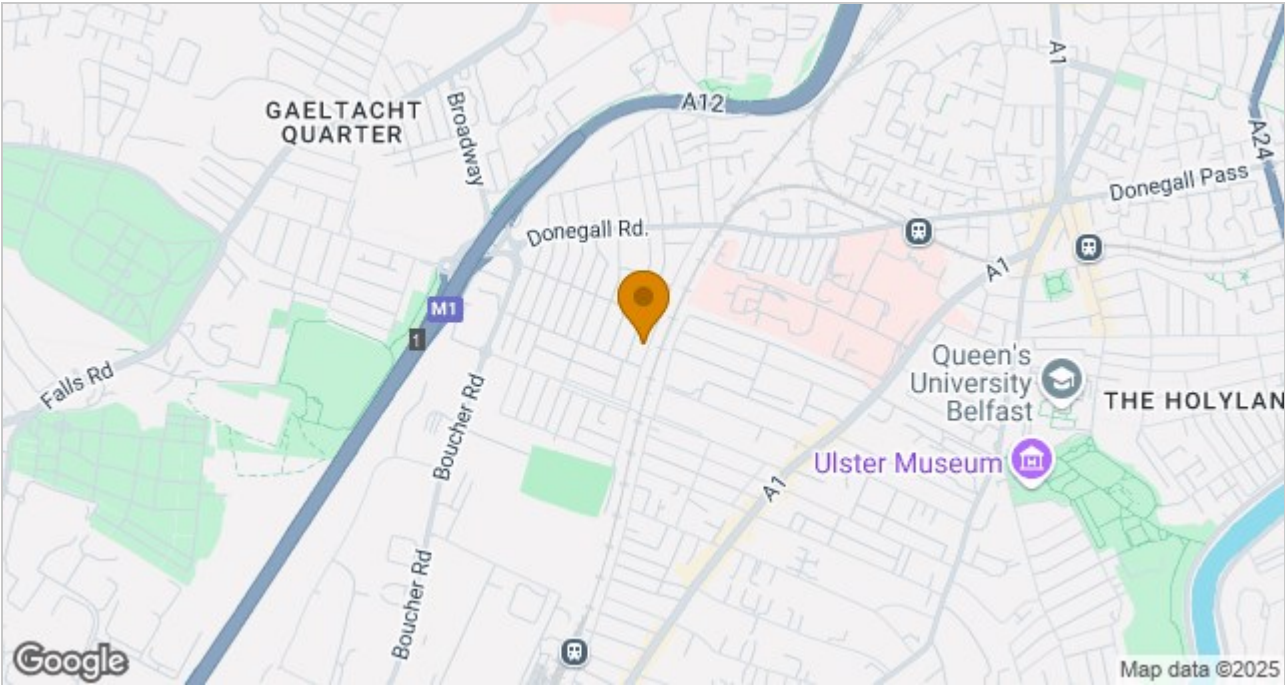 GAELTACHT
QUARTER
Broadway
A12
A1
A24
Donegall Pass
Donegall Rd.
A1
M1
1
Falls Rd
Boucher Rd
Queen's
University
Belfast
THE HOLYLAN
Ulster Museum
A1
Boucher Rd
Google
Map data ©2025